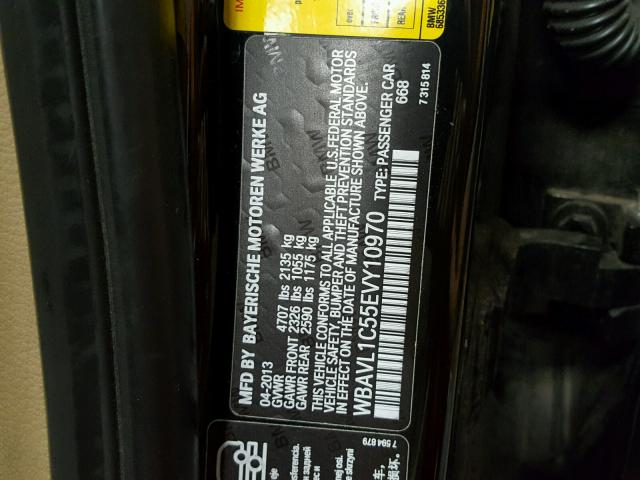 MFD BY BAYERISCHE MOTOREN WERKE AG
04-2013
GVWR 4707 lbs 2135 kg
GAWR FRONT 2326 lbs 1055 kg
GAWR REAR 2590 lbs 1175 kg
THIS VEHICLE CONFORMS TO ALL APPLICABLE U.S. FEDERAL MOTOR
VEHICLE SAFETY, BUMPER AND THEFT PREVENTION STANDARDS
IN EFFECT ON THE DATE OF MANUFACTURE SHOWN ABOVE.
WBAVL1C55EVY10970 TYPE: PASSENGER CAR
668
7 315 814
BMW
7 594 879